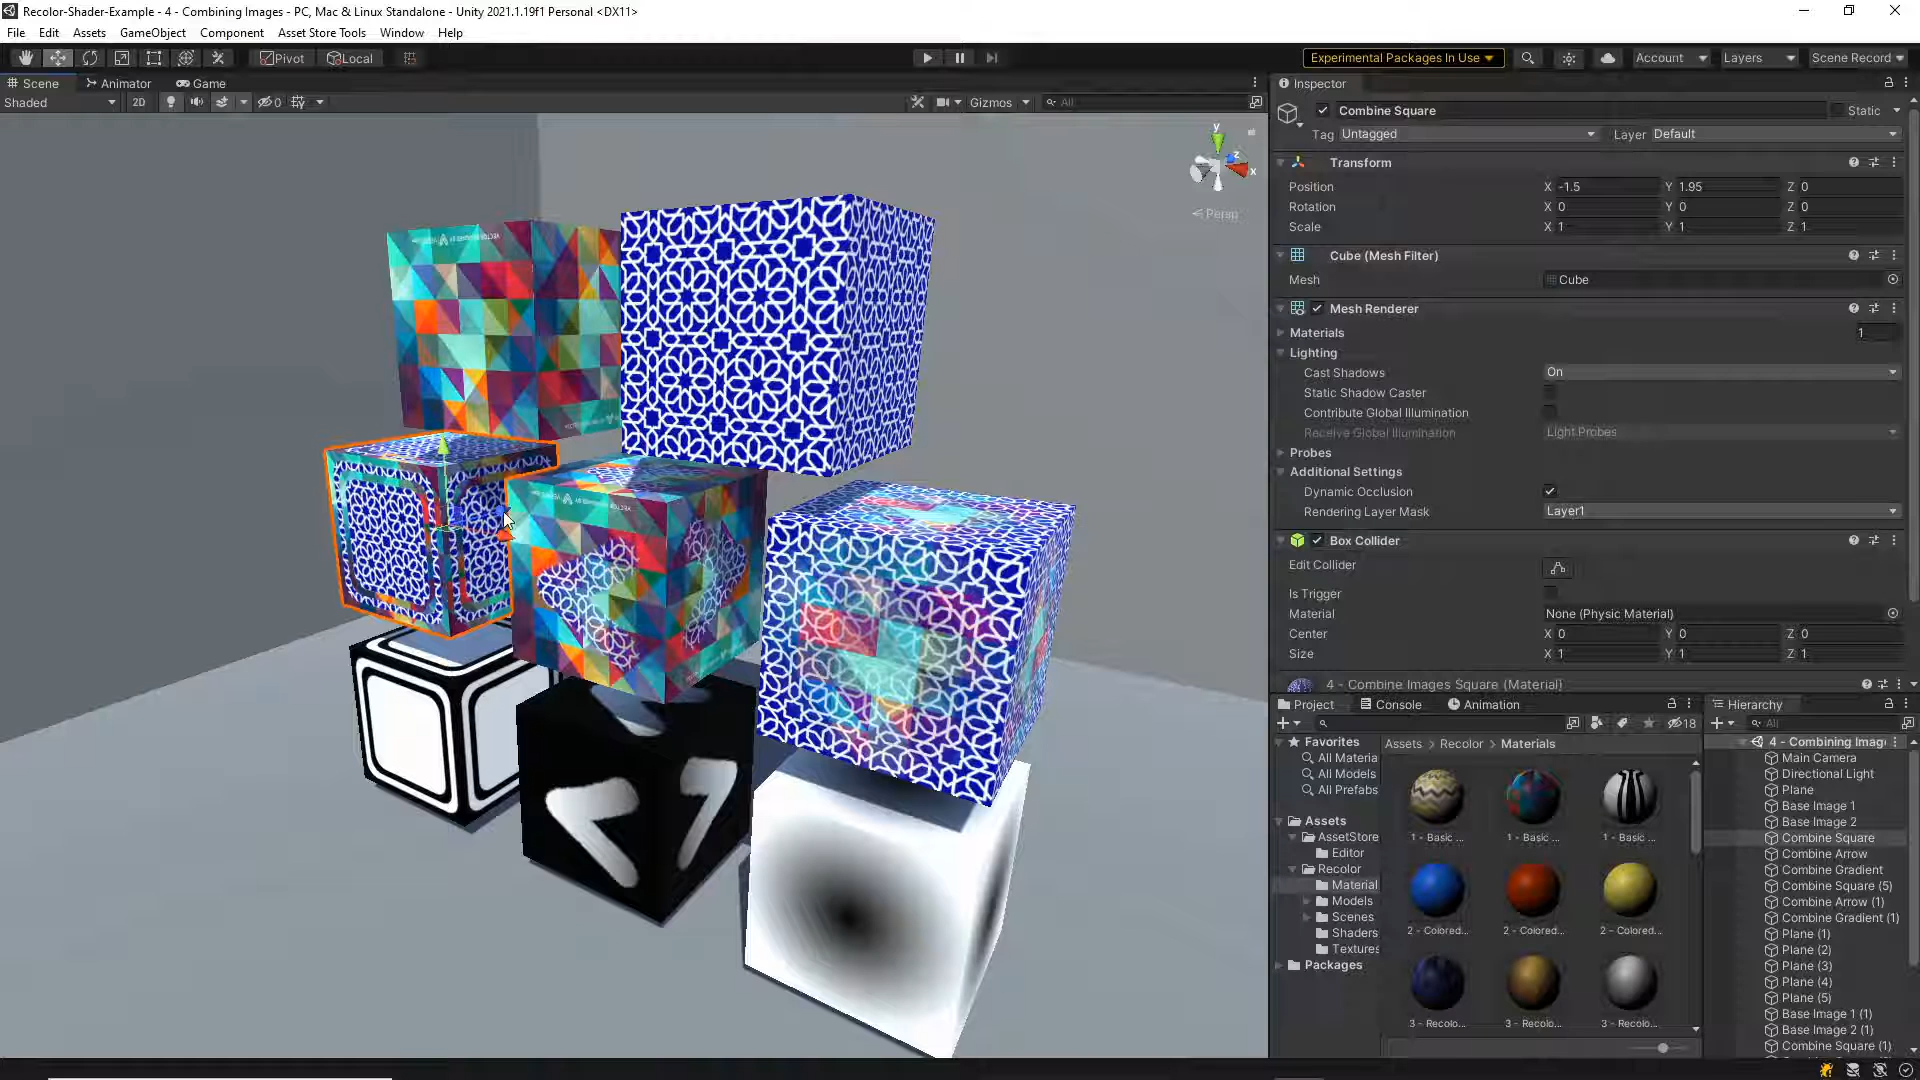 Recolor-Shader-Example - 4 - Combining Images - PC, Mac & Linux Standalone - Unity 2021.1.19f1 Personal <DX11>
File Edit Assets GameObject Component Asset Store Tools Window Help
Pivot Local Experimental Packages In Use Account Layers Scene Record
Scene Animator Game
Shaded 2D 0 Gizmos All
y
z
x
Persp
Inspector
Combine Square Static
Tag Untagged Layer Default
Transform
Position X -1.5 Y 1.95 Z 0
Rotation X 0 Y 0 Z 0
Scale X 1 Y 1 Z 1
Cube (Mesh Filter)
Mesh Cube
Mesh Renderer
Materials 1
Lighting
Cast Shadows On
Static Shadow Caster
Contribute Global Illumination
Receive Global Illumination Light Probes
Probes
Additional Settings
Dynamic Occlusion
Rendering Layer Mask Layer1
Box Collider
Edit Collider
Is Trigger
Material None (Physic Material)
Center X 0 Y 0 Z 0
Size X 1 Y 1 Z 1
4 - Combine Images Square (Material)
Project Console Animation
18
Favorites
All Materia
All Models
All Prefabs
Assets
AssetStore
Editor
Recolor
Material
Models
Scenes
Shaders
Textures
Packages
Assets > Recolor > Materials
1 - Basic ... 1 - Basic ... 1 - Basic ...
2 - Colored... 2 - Colored... 2 - Colored...
3 - Recolo... 3 - Recolo... 3 - Recolo...
Hierarchy
All
4 - Combining Imag
Main Camera
Directional Light
Plane
Base Image 1
Base Image 2
Combine Square
Combine Arrow
Combine Gradient
Combine Square (5)
Combine Arrow (1)
Combine Gradient (1)
Plane (1)
Plane (2)
Plane (3)
Plane (4)
Plane (5)
Base Image 1 (1)
Base Image 2 (1)
Combine Square (1)